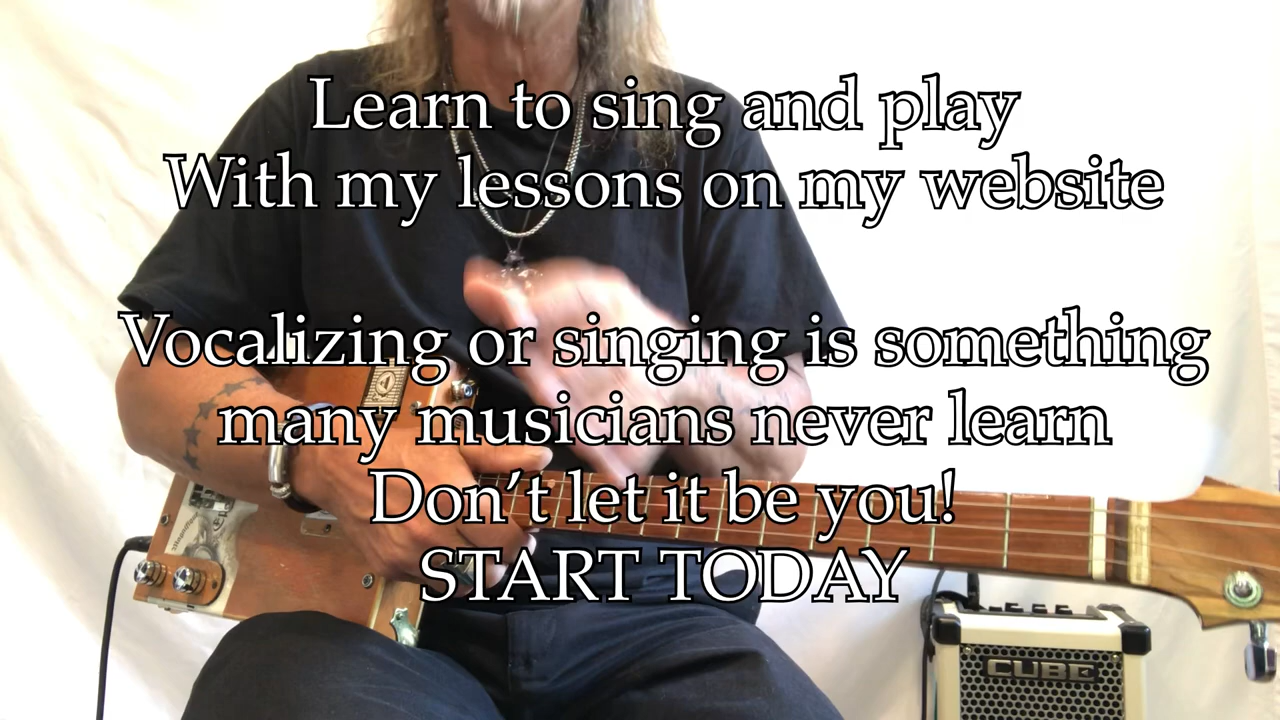 Learn to sing and play
With my lessons on my website
Vocalizing or singing is something
many musicians never learn
Don't let it be you!
START TODAY
CUBE